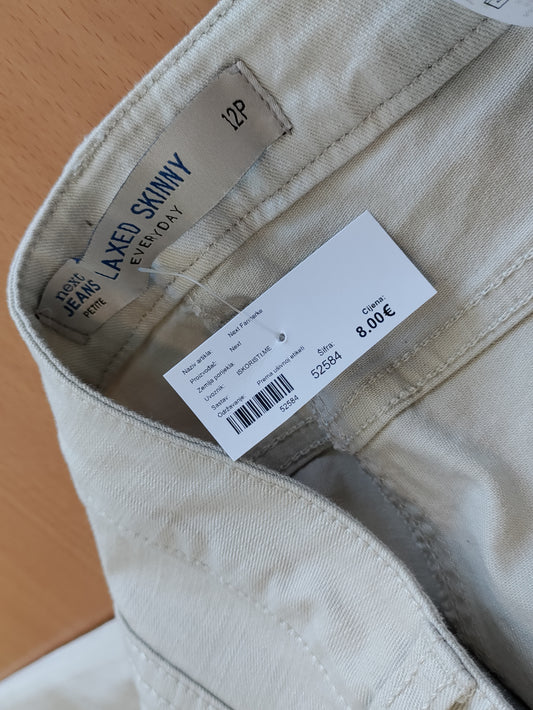 next
JEANS
PETITE
LAXED SKINNY
EVERYDAY
12P
Naziv artikla: Next Farmerke
Proizvođač: Next
Zemlja porijekla:
Uvoznik: ISKORISTI.ME
Sastav:
Održavanje: Prema ušivnoj etiketi
52584
Šifra:
52584
Cijena:
8.00€